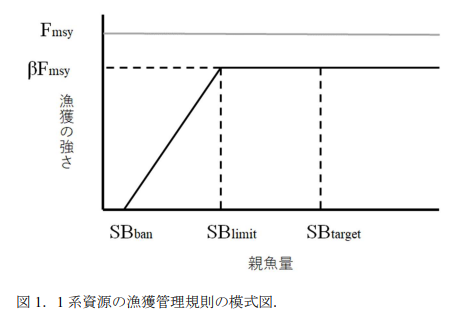 Fmsy
βFmsy
漁獲の強さ
SBban SBlimit SBtarget
親魚量
図 1．1 系資源の漁獲管理規則の模式図.